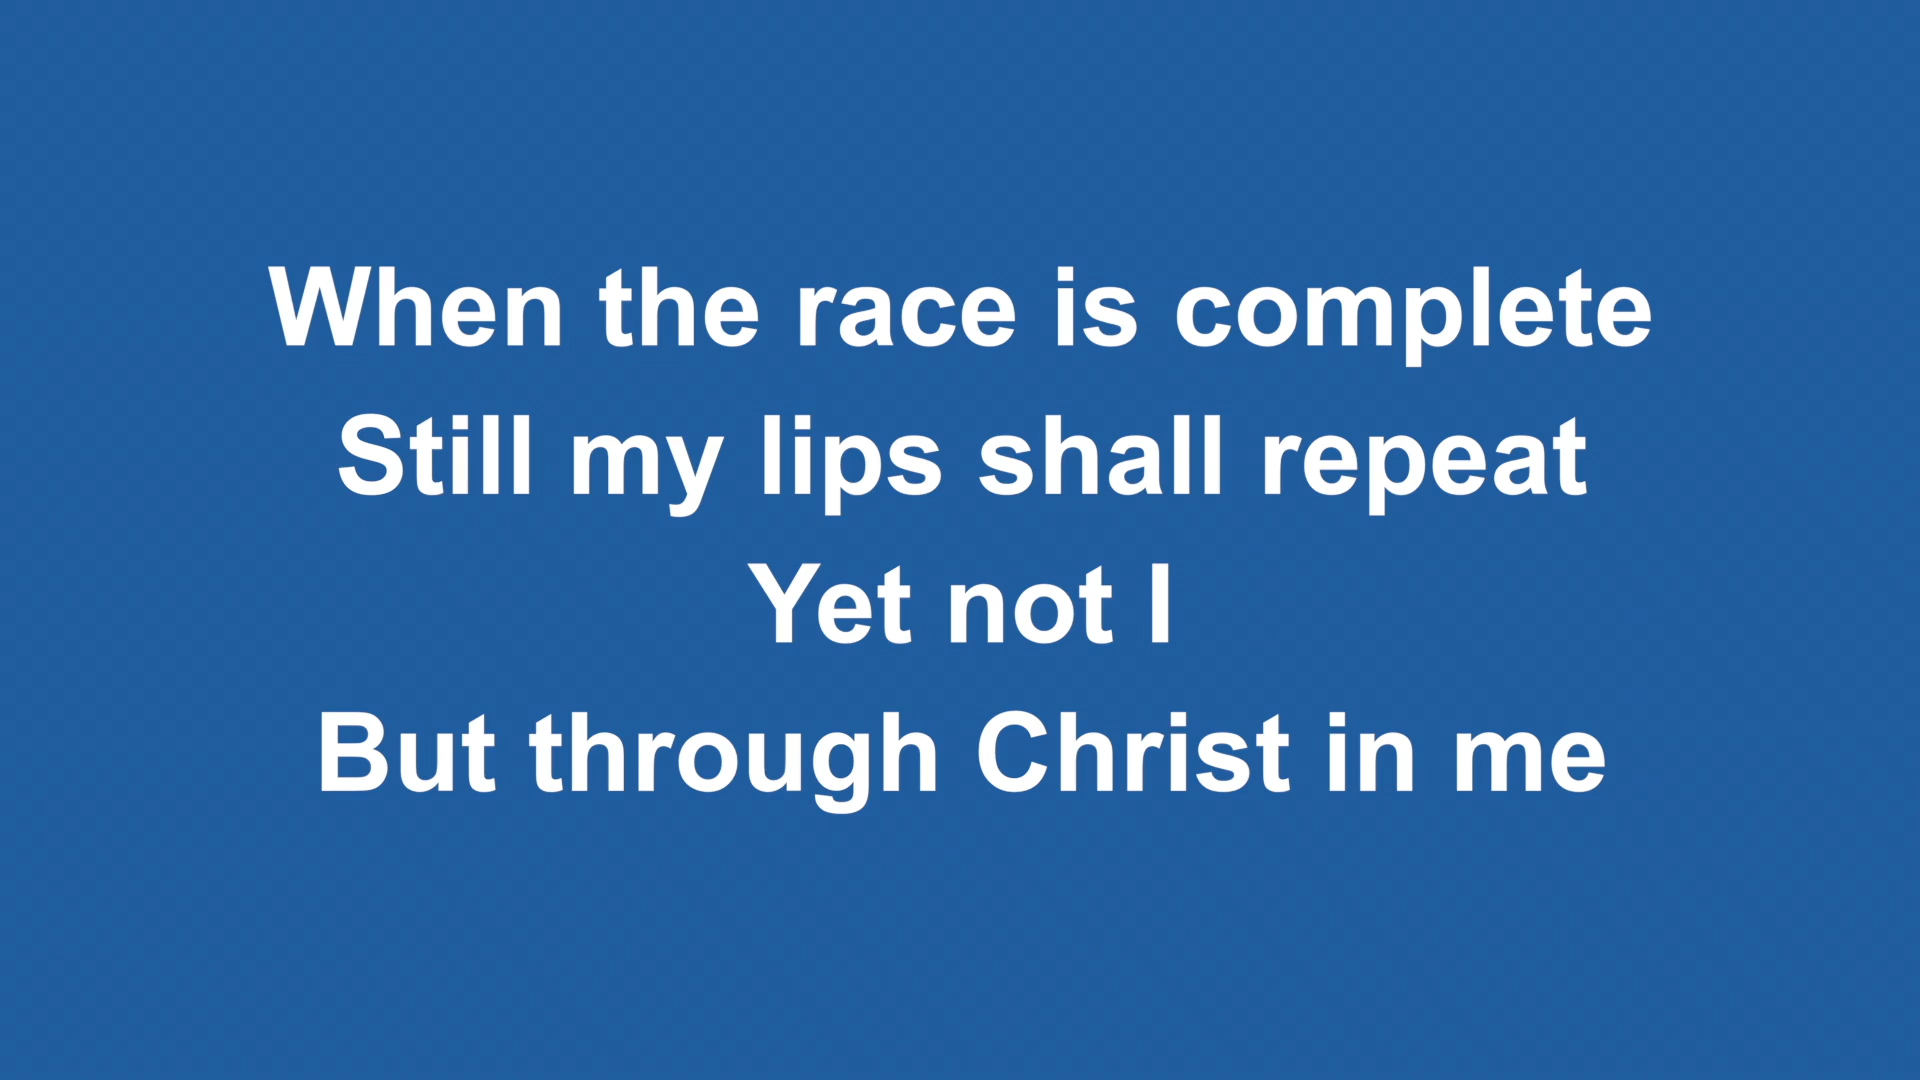 When the race is complete
Still my lips shall repeat
Yet not I
But through Christ in me